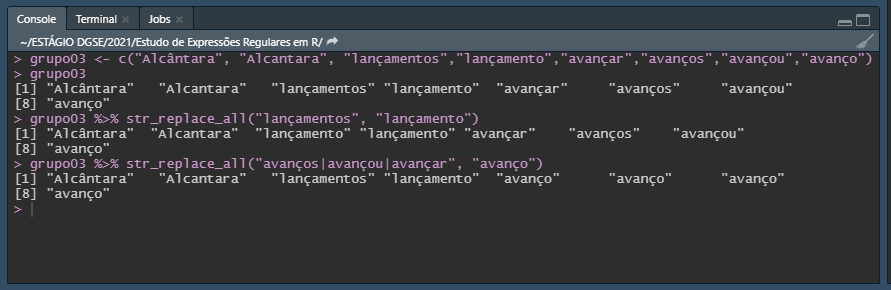 Console Terminal × Jobs ×
~/ESTÁGIO DGSE/2021/Estudo de Expressões Regulares em R/
> grupo03 <- c("Alcântara", "Alcantara", "lançamentos","lançamento","avançar","avanços","avançou","avanço")
> grupo03
[1] "Alcântara"   "Alcantara"   "lançamentos" "lançamento"  "avançar"     "avanços"     "avançou"
[8] "avanço"
> grupo03 %>% str_replace_all("lançamentos", "lançamento")
[1] "Alcântara"  "Alcantara"  "lançamento" "lançamento" "avançar"    "avanços"    "avançou"
[8] "avanço"
> grupo03 %>% str_replace_all("avanços|avançou|avançar", "avanço")
[1] "Alcântara"   "Alcantara"   "lançamentos" "lançamento"  "avanço"      "avanço"      "avanço"
[8] "avanço"
>